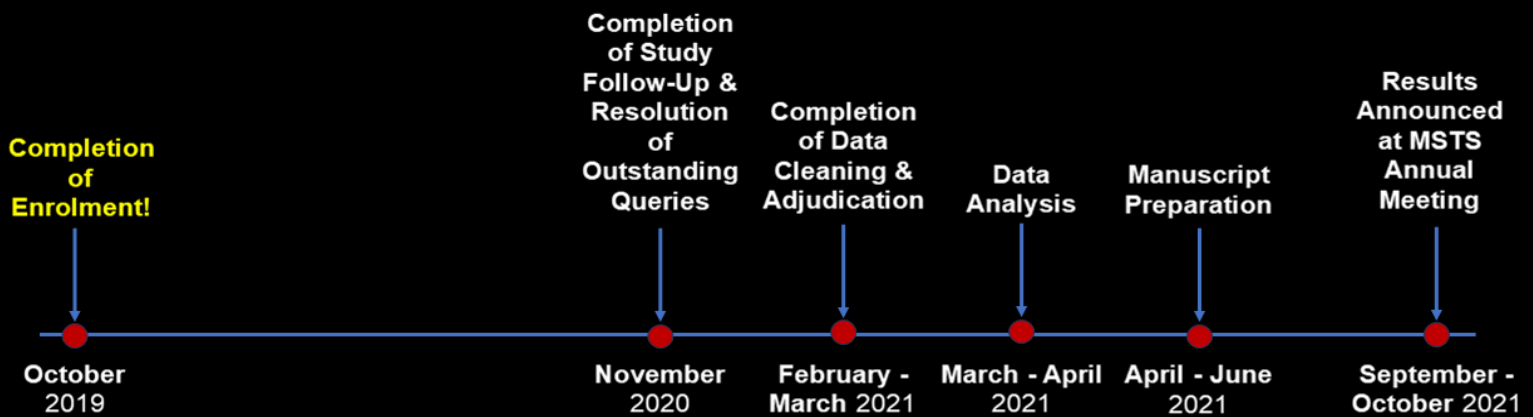 Completion
of
Enrolment!
Completion
of Study
Follow-Up &
Resolution
of
Outstanding
Queries
Completion
of Data
Cleaning &
Adjudication
Data
Analysis
Manuscript
Preparation
Results
Announced
at MSTS
Annual
Meeting
October
2019
November
2020
February -
March 2021
March - April
2021
April - June
2021
September -
October 2021